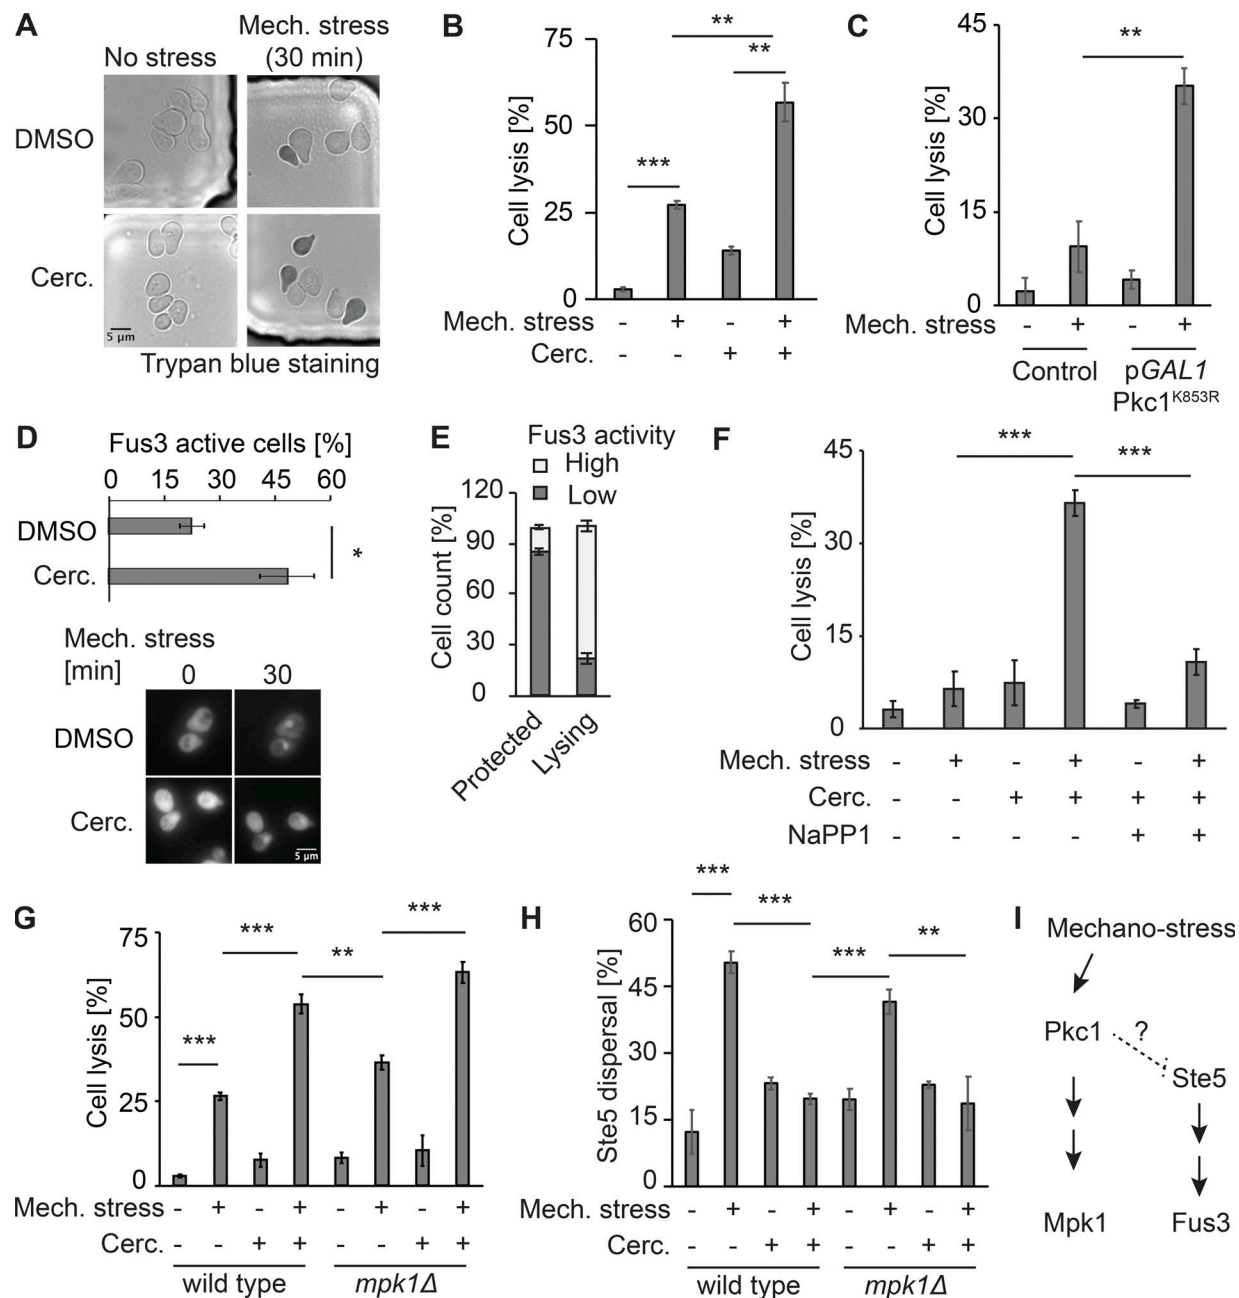 A
No stress
Mech. stress
(30 min)
DMSO
Cerc.
5 µm
Trypan blue staining
B
Cell lysis [%]
75
50
25
0
***
**
**
Mech. stress - + - +
Cerc. - - + +
C
Cell lysis [%]
45
30
15
0
**
Mech. stress - + - +
Control
pGAL1
Pkc1K853R
D
Fus3 active cells [%]
0 15 30 45 60
DMSO
Cerc.
*
Mech. stress
[min] 0 30
DMSO
Cerc.
5 µm
E
Fus3 activity
High
Low
Cell count [%]
120
90
60
30
0
Protected
Lysing
F
Cell lysis [%]
45
30
15
0
***
***
Mech. stress - + - + - +
Cerc. - - + + + +
NaPP1 - - - - + +
G
Cell lysis [%]
75
50
25
0
***
***
**
***
Mech. stress - + - + - + - +
Cerc. - - + + - - + +
wild type
mpk1Δ
H
Ste5 dispersal [%]
60
45
30
15
0
***
***
***
**
Mech. stress - + - + - + - +
Cerc. - - + + - - + +
wild type
mpk1Δ
I
Mechano-stress
Pkc1
?
Ste5
Mpk1
Fus3